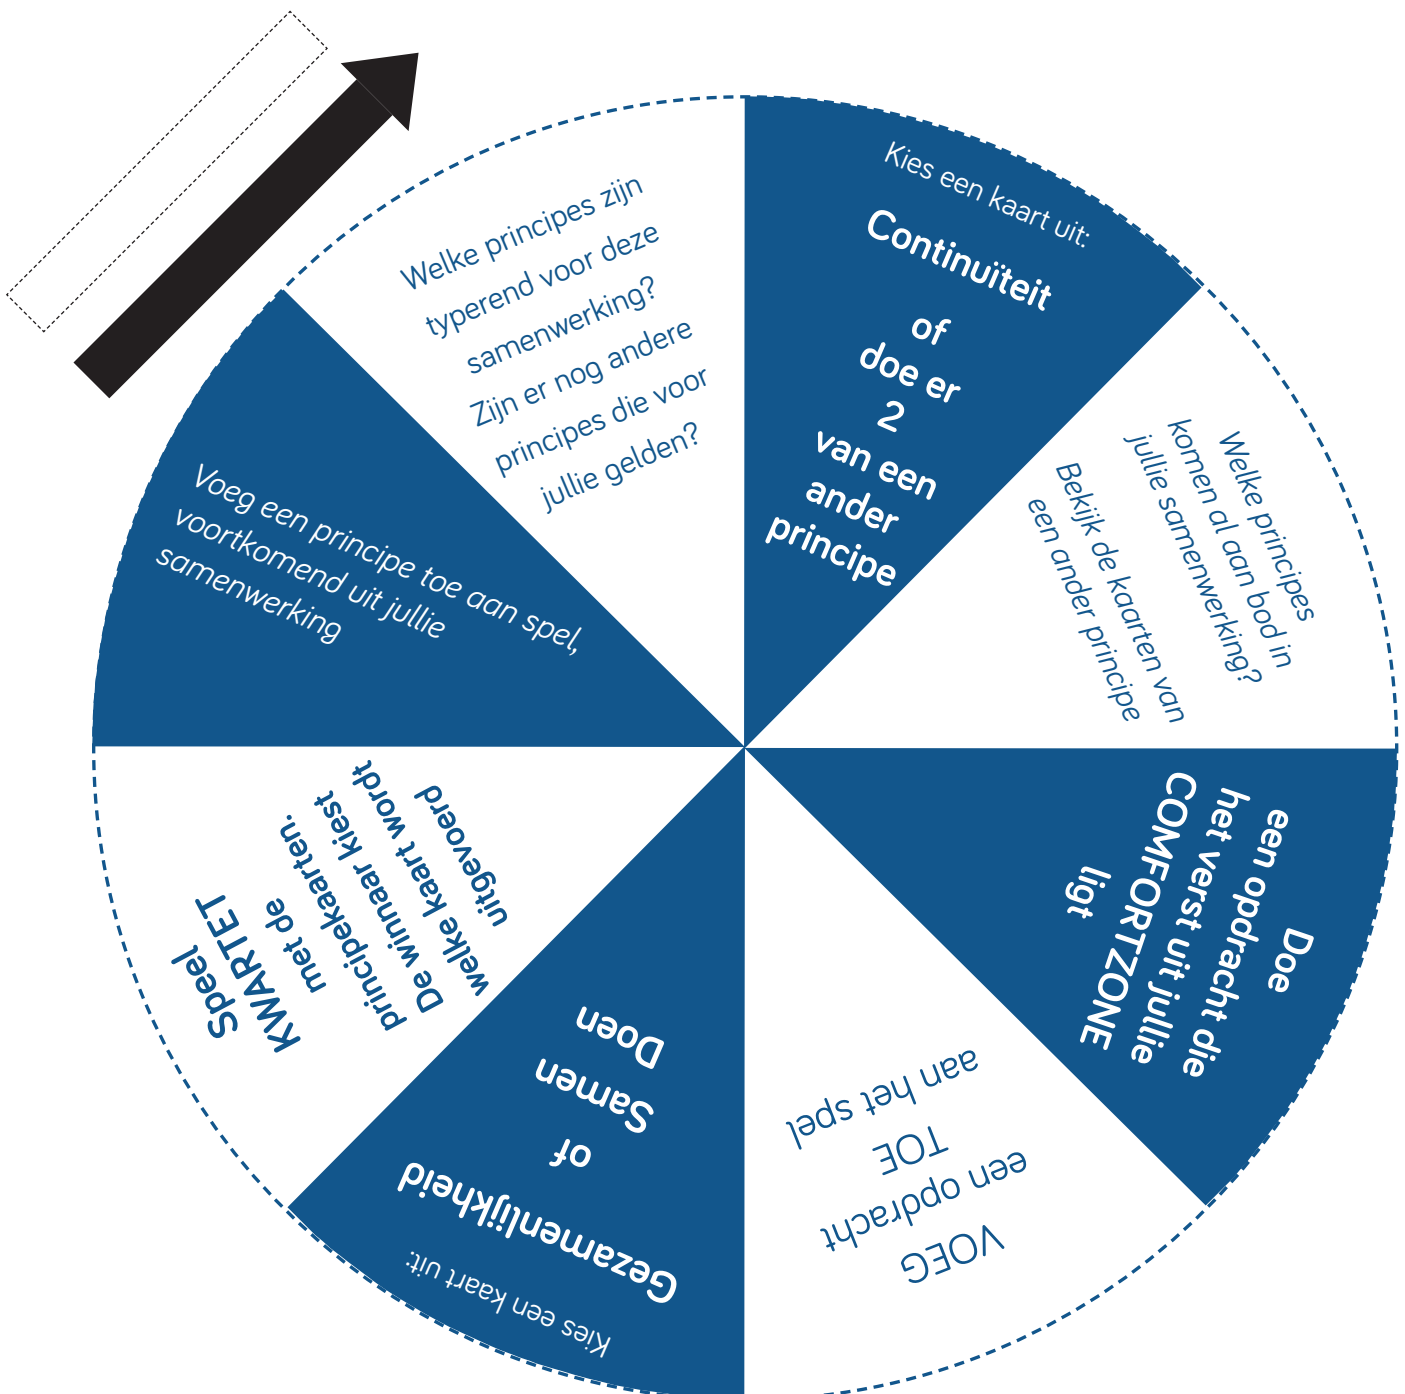 Kies een kaart uit:
Continuïteit
of
doe er
2
van een
ander
principe
Welke principes
komen al aan bod in
jullie samenwerking?
Bekijk de kaarten van
een ander principe
Doe
een opdracht die
het verst uit jullie
COMFORTZONE
ligt
VOEG
een opdracht
TOE
aan het spel
Kies een kaart uit:
Gezamenlijkheid
of
Samen
Doen
Speel
KWARTET
met de
principekaarten.
De winnaar kiest
welke kaart wordt
uitgevoerd
Voeg een principe toe aan spel,
voortkomend uit jullie
samenwerking
Welke principes zijn
typerend voor deze
samenwerking?
Zijn er nog andere
principes die voor
jullie gelden?